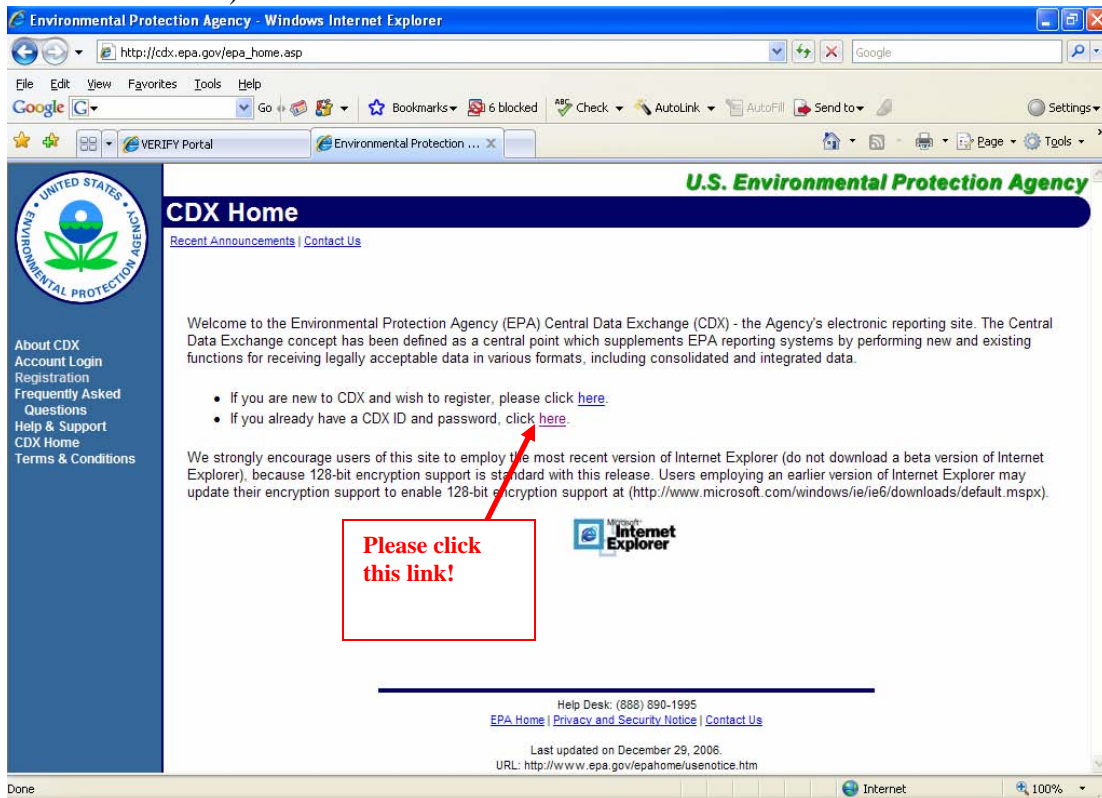 )
Environmental Protection Agency - Windows Internet Explorer
http://cdx.epa.gov/epa_home.asp
Google
File Edit View Favorites Tools Help
Google G Go Bookmarks 6 blocked ABC Check AutoLink AutoFill Send to Settings
VERIFY Portal Environmental Protection ... X Page Tools »
UNITED STATES ENVIRONMENTAL PROTECTION AGENCY
U.S. Environmental Protection Agency
CDX Home
Recent Announcements | Contact Us
About CDX
Account Login
Registration
Frequently Asked
Questions
Help & Support
CDX Home
Terms & Conditions
Welcome to the Environmental Protection Agency (EPA) Central Data Exchange (CDX) - the Agency's electronic reporting site. The Central
Data Exchange concept has been defined as a central point which supplements EPA reporting systems by performing new and existing
functions for receiving legally acceptable data in various formats, including consolidated and integrated data.
• If you are new to CDX and wish to register, please click here.
• If you already have a CDX ID and password, click here.
We strongly encourage users of this site to employ the most recent version of Internet Explorer (do not download a beta version of Internet
Explorer), because 128-bit encryption support is standard with this release. Users employing an earlier version of Internet Explorer may
update their encryption support to enable 128-bit encryption support at (http://www.microsoft.com/windows/ie/ie6/downloads/default.mspx).
Microsoft
Internet
Explorer
Please click
this link!
Help Desk: (888) 890-1995
EPA Home | Privacy and Security Notice | Contact Us
Last updated on December 29, 2006.
URL: http://www.epa.gov/epahome/usenotice.htm
Done Internet 100%